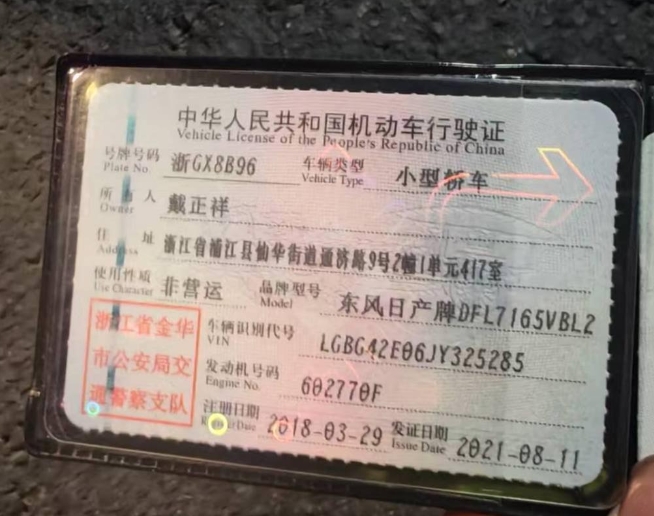 中华人民共和国机动车行驶证
Vehicle License of the People's Republic of China
号牌号码 浙GX8B96 车辆类型 小型轿车
Plate No. Vehicle Type
所有人 戴正祥
Owner
住址 浙江省浦江县仙华街道通济路9号2幢1单元417室
Address
使用性质 非营运 品牌型号 东风日产牌DFL7165VBL2
Use Character Model
浙江省金华
市公安局交
通警察支队
车辆识别代号 LGBG42E06JY325285
VIN
发动机号码 602770F
Engine No.
注册日期 2018-03-29 发证日期 2021-08-11
Issue Date